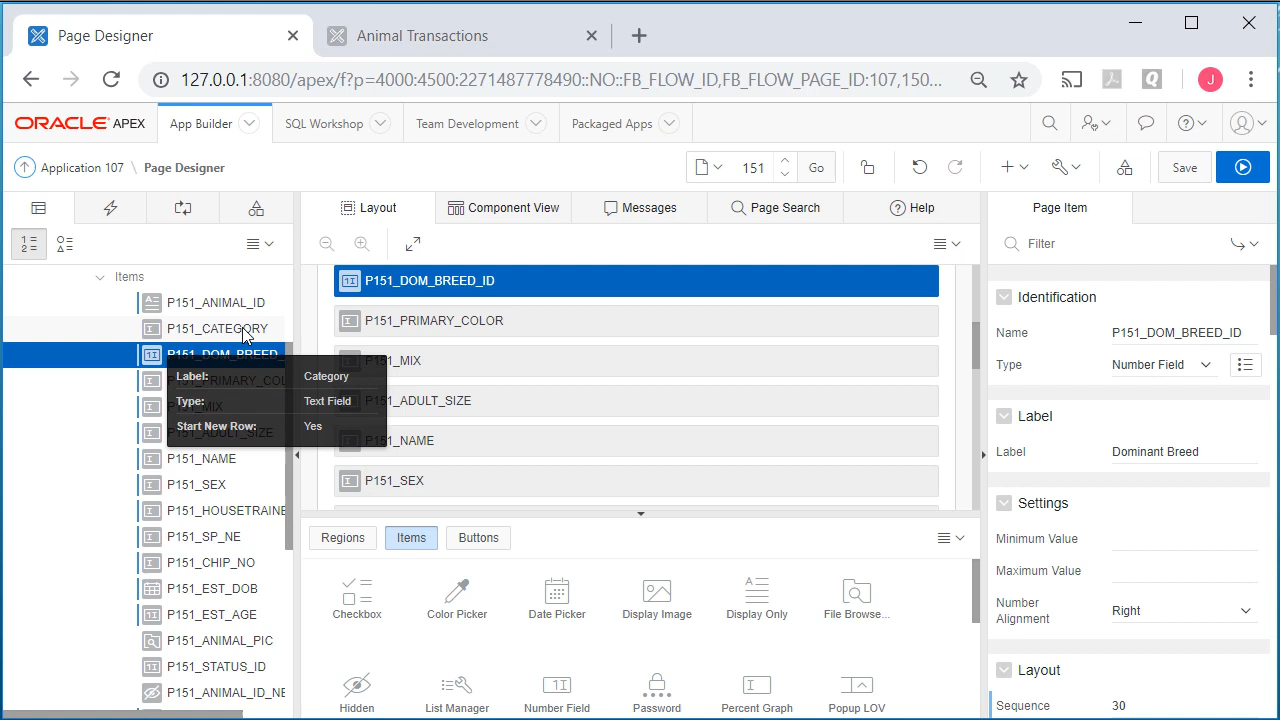 Page Designer
Animal Transactions
127.0.0.1:8080/apex/f?p=4000:4500:2271487778490::NO::FB_FLOW_ID,FB_FLOW_PAGE_ID:107,150...
J
ORACLE APEX
App Builder
SQL Workshop
Team Development
Packaged Apps
Application 107 \ Page Designer
151
Go
Save
Layout
Component View
Messages
Page Search
Help
Page Item
Filter
Items
P151_ANIMAL_ID
P151_CATEGORY
P151_DOM_BREED_
P151_PRIMARY_COL
P151_MIX
P151_ADULT_SIZE
P151_NAME
P151_SEX
P151_HOUSETRAINE
P151_SP_NE
P151_CHIP_NO
P151_EST_DOB
P151_EST_AGE
P151_ANIMAL_PIC
P151_STATUS_ID
P151_ANIMAL_ID_NE
Label: Category
Type: Text Field
Start New Row: Yes
P151_DOM_BREED_ID
P151_PRIMARY_COLOR
P151_MIX
P151_ADULT_SIZE
P151_NAME
P151_SEX
Regions
Items
Buttons
Checkbox
Color Picker
Date Picker
Display Image
Display Only
File Browse...
Hidden
List Manager
Number Field
Password
Percent Graph
Popup LOV
Identification
Name P151_DOM_BREED_ID
Type Number Field
Label
Label Dominant Breed
Settings
Minimum Value
Maximum Value
Number
Alignment
Right
Layout
Sequence 30